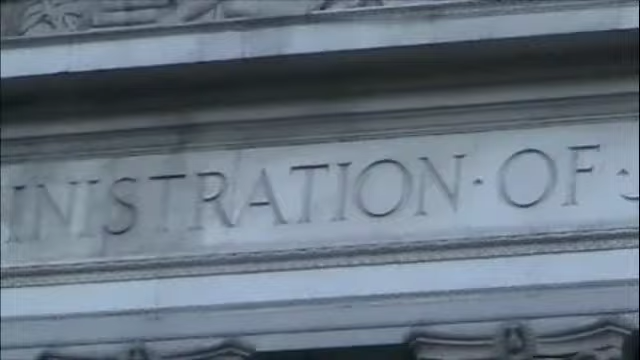 INISTRATION · OF ·